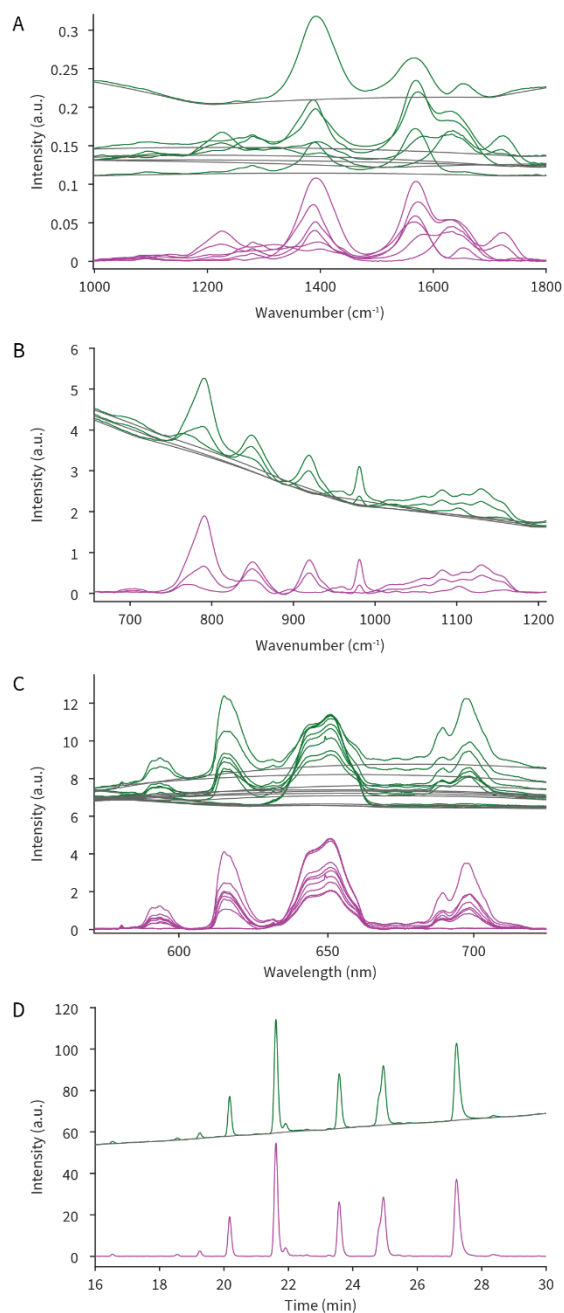 A
Intensity (a.u.)
0.3
0.25
0.2
0.15
0.1
0.05
0
1000 1200 1400 1600 1800
Wavenumber (cm⁻¹)
B
Intensity (a.u.)
6
5
4
3
2
1
0
700 800 900 1000 1100 1200
Wavenumber (cm⁻¹)
C
Intensity (a.u.)
12
10
8
6
4
2
0
600 650 700
Wavelength (nm)
D
Intensity (a.u.)
120
100
80
60
40
20
0
16 18 20 22 24 26 28 30
Time (min)